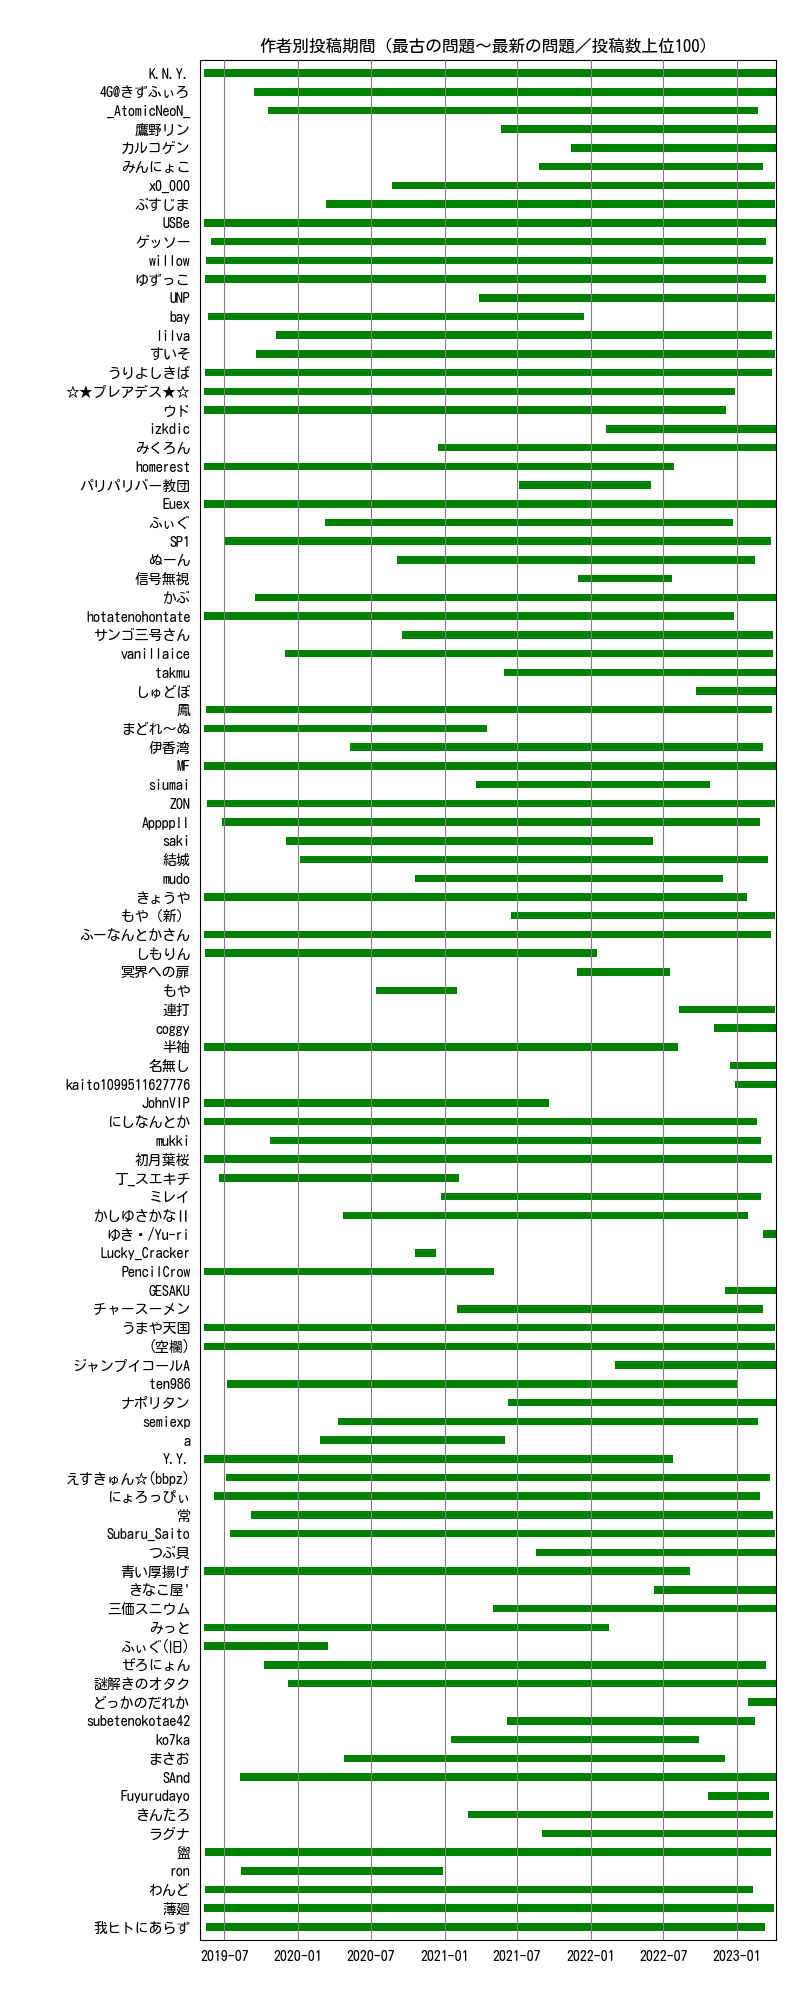 作者別投稿期間（最古の問題～最新の問題／投稿数上位100）
K.N.Y.
4G@きずふぃろ
_AtomicNeoN_
鷹野リン
カルコゲン
みんにょこ
x0_000
ぶすじま
USBe
ゲッソー
willow
ゆずっこ
UNP
bay
lilva
すいそ
うりよしきば
☆★プレアデス★☆
ウド
izkdic
みくろん
homerest
パリパリバー教団
Euex
ふぃぐ
SP1
ぬーん
信号無視
かぶ
hotatenohontate
サンゴ三号さん
vanillaice
takmu
しゅどぼ
鳳
まどれ～ぬ
伊香湾
MF
siumai
ZON
AppppII
saki
結城
mudo
きょうや
もや（新）
ふーなんとかさん
しもりん
冥界への扉
もや
連打
coggy
半袖
名無し
kaito1099511627776
JohnVIP
にしなんとか
mukki
初月葉桜
丁_スエキチ
ミレイ
かしゆさかなII
ゆき・/Yu-ri
Lucky_Cracker
PencilCrow
GESAKU
チャースーメン
うまや天国
(空欄)
ジャンプイコールA
ten986
ナポリタン
semiexp
a
Y.Y.
えすきゅん☆(bbpz)
にょろっぴぃ
常
Subaru_Saito
つぶ貝
青い厚揚げ
きなこ屋'
三価スニウム
みっと
ふぃぐ(旧)
ぜろにょん
謎解きのオタク
どっかのだれか
subetenokotae42
ko7ka
まさお
SAnd
Fuyurudayo
きんたろ
ラグナ
盥
ron
わんど
薄廻
我ヒトにあらず
2019-07 2020-01 2020-07 2021-01 2021-07 2022-01 2022-07 2023-01